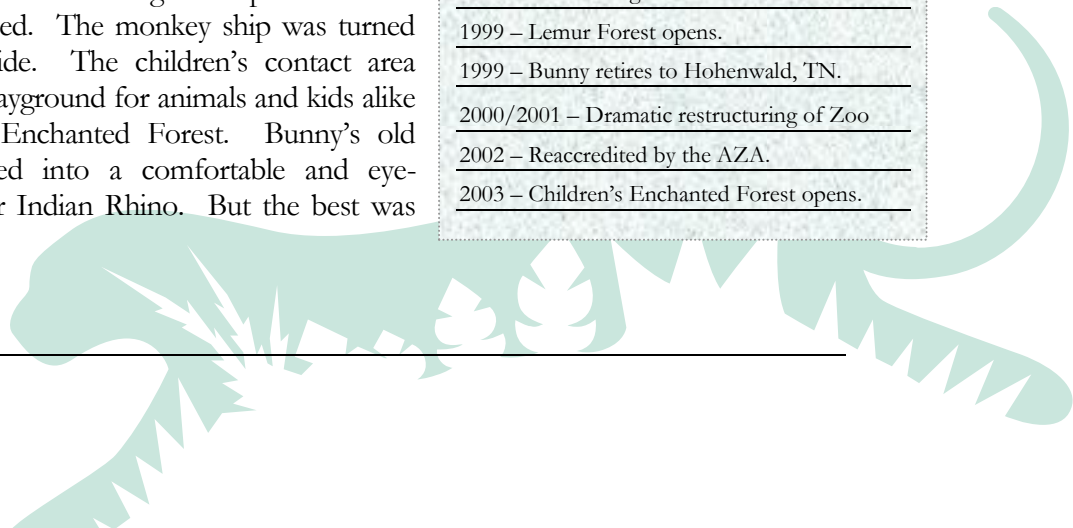 ed. The monkey ship was turned
ide. The children's contact area
ayground for animals and kids alike
Enchanted Forest. Bunny's old
ed into a comfortable and eye-
r Indian Rhino. But the best was
1999 – Lemur Forest opens.
1999 – Bunny retires to Hohenwald, TN.
2000/2001 – Dramatic restructuring of Zoo
2002 – Reaccredited by the AZA.
2003 – Children's Enchanted Forest opens.